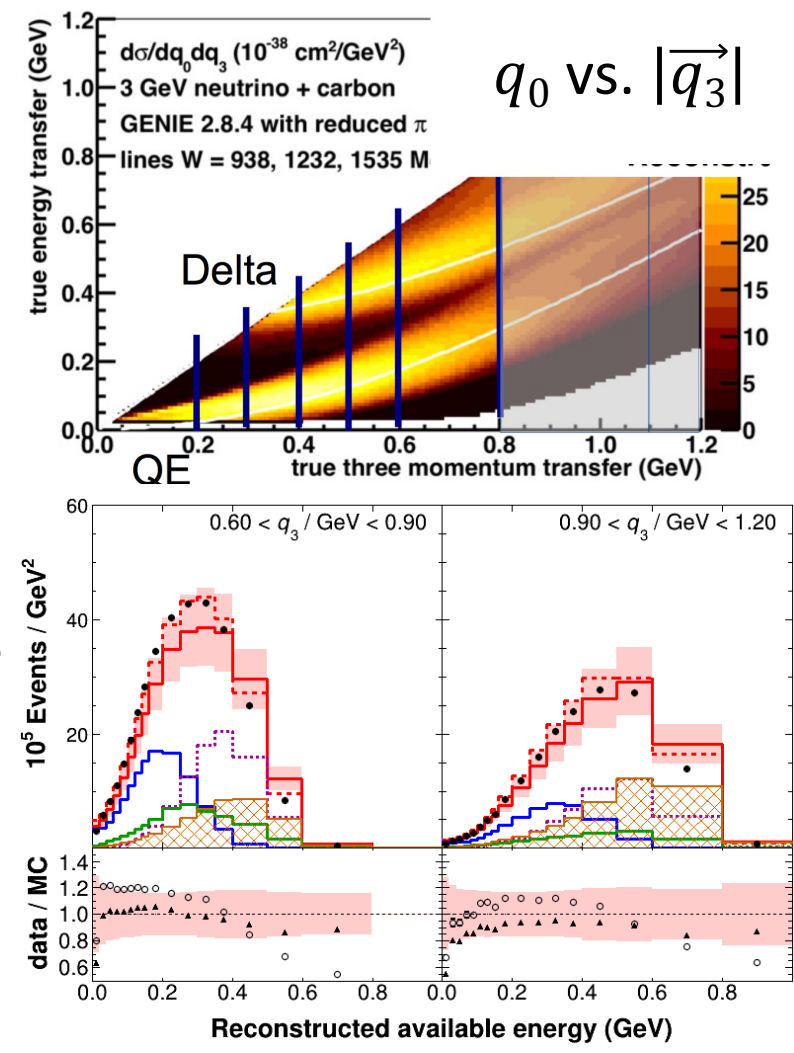 1.2
dσ/dq0dq3 (10-38 cm2/GeV2)
3 GeV neutrino + carbon
GENIE 2.8.4 with reduced π
lines W = 938, 1232, 1535 M
q0 vs. |q3|
true energy transfer (GeV)
1.0
0.8
0.6
0.4
0.2
0.0
Delta
QE
25
20
15
10
5
0
0.0 0.2 0.4 0.6 0.8 1.0 1.2
true three momentum transfer (GeV)
0.60 < q3 / GeV < 0.90
0.90 < q3 / GeV < 1.20
105 Events / GeV2
60
40
20
data / MC
1.4
1.2
1.0
0.8
0.6
0.0 0.2 0.4 0.6 0.8 0.0 0.2 0.4 0.6 0.8
Reconstructed available energy (GeV)